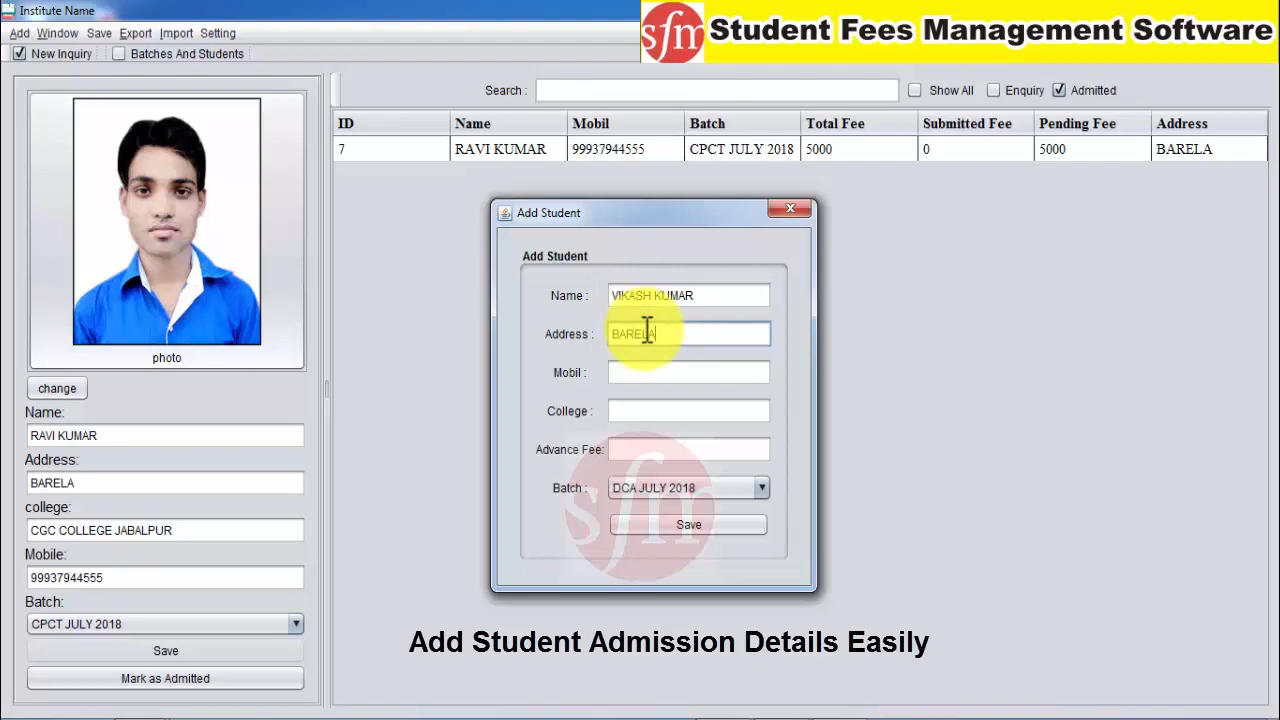 Institute Name
Add Window Save Export Import Setting
New Inquiry Batches And Students
sfm Student Fees Management Software
photo
change
Name:
RAVI KUMAR
Address:
BARELA
college:
CGC COLLEGE JABALPUR
Mobile:
99937944555
Batch:
CPCT JULY 2018
Save
Mark as Admitted
Search : Show All Enquiry Admitted
ID Name Mobil Batch Total Fee Submitted Fee Pending Fee Address
7 RAVI KUMAR 99937944555 CPCT JULY 2018 5000 0 5000 BARELA
Add Student
Add Student
Name : VIKASH KUMAR
Address : BARELA
Mobil :
College :
Advance Fee:
Batch : DCA JULY 2018
Save
sfm
Add Student Admission Details Easily